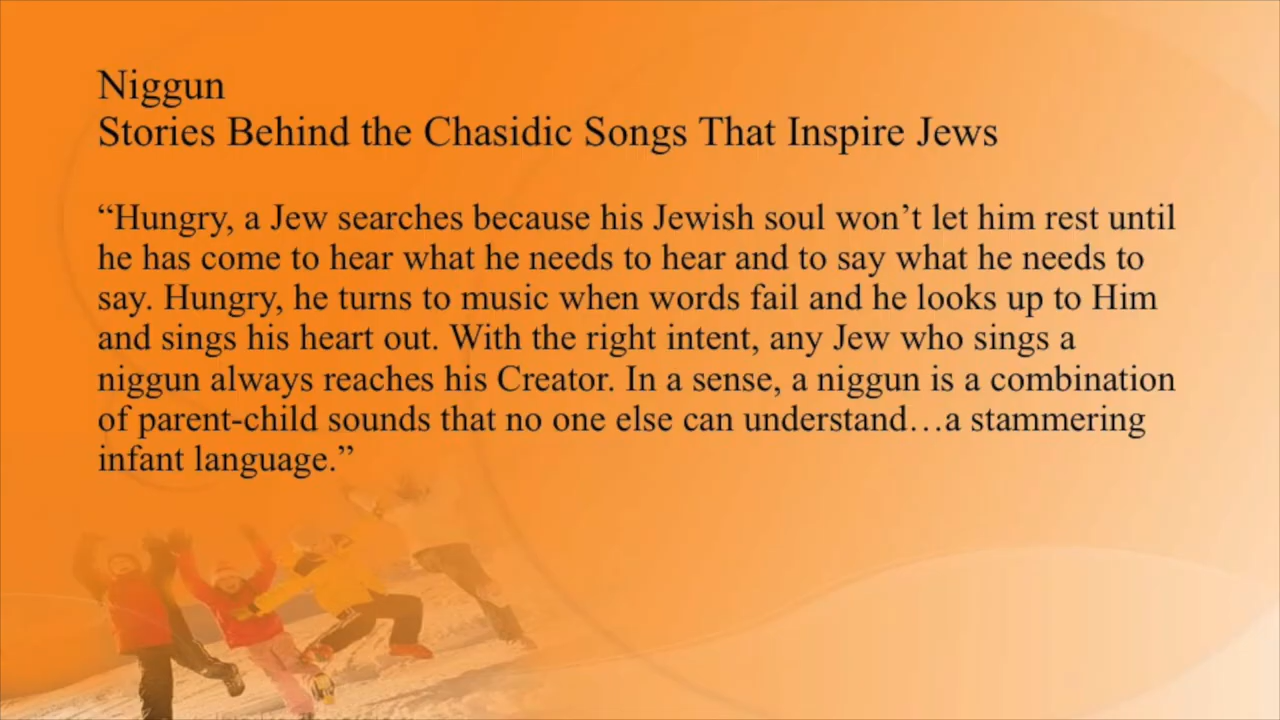 Niggun
Stories Behind the Chasidic Songs That Inspire Jews
“Hungry, a Jew searches because his Jewish soul won’t let him rest until
he has come to hear what he needs to hear and to say what he needs to
say. Hungry, he turns to music when words fail and he looks up to Him
and sings his heart out. With the right intent, any Jew who sings a
niggun always reaches his Creator. In a sense, a niggun is a combination
of parent-child sounds that no one else can understand…a stammering
infant language.”